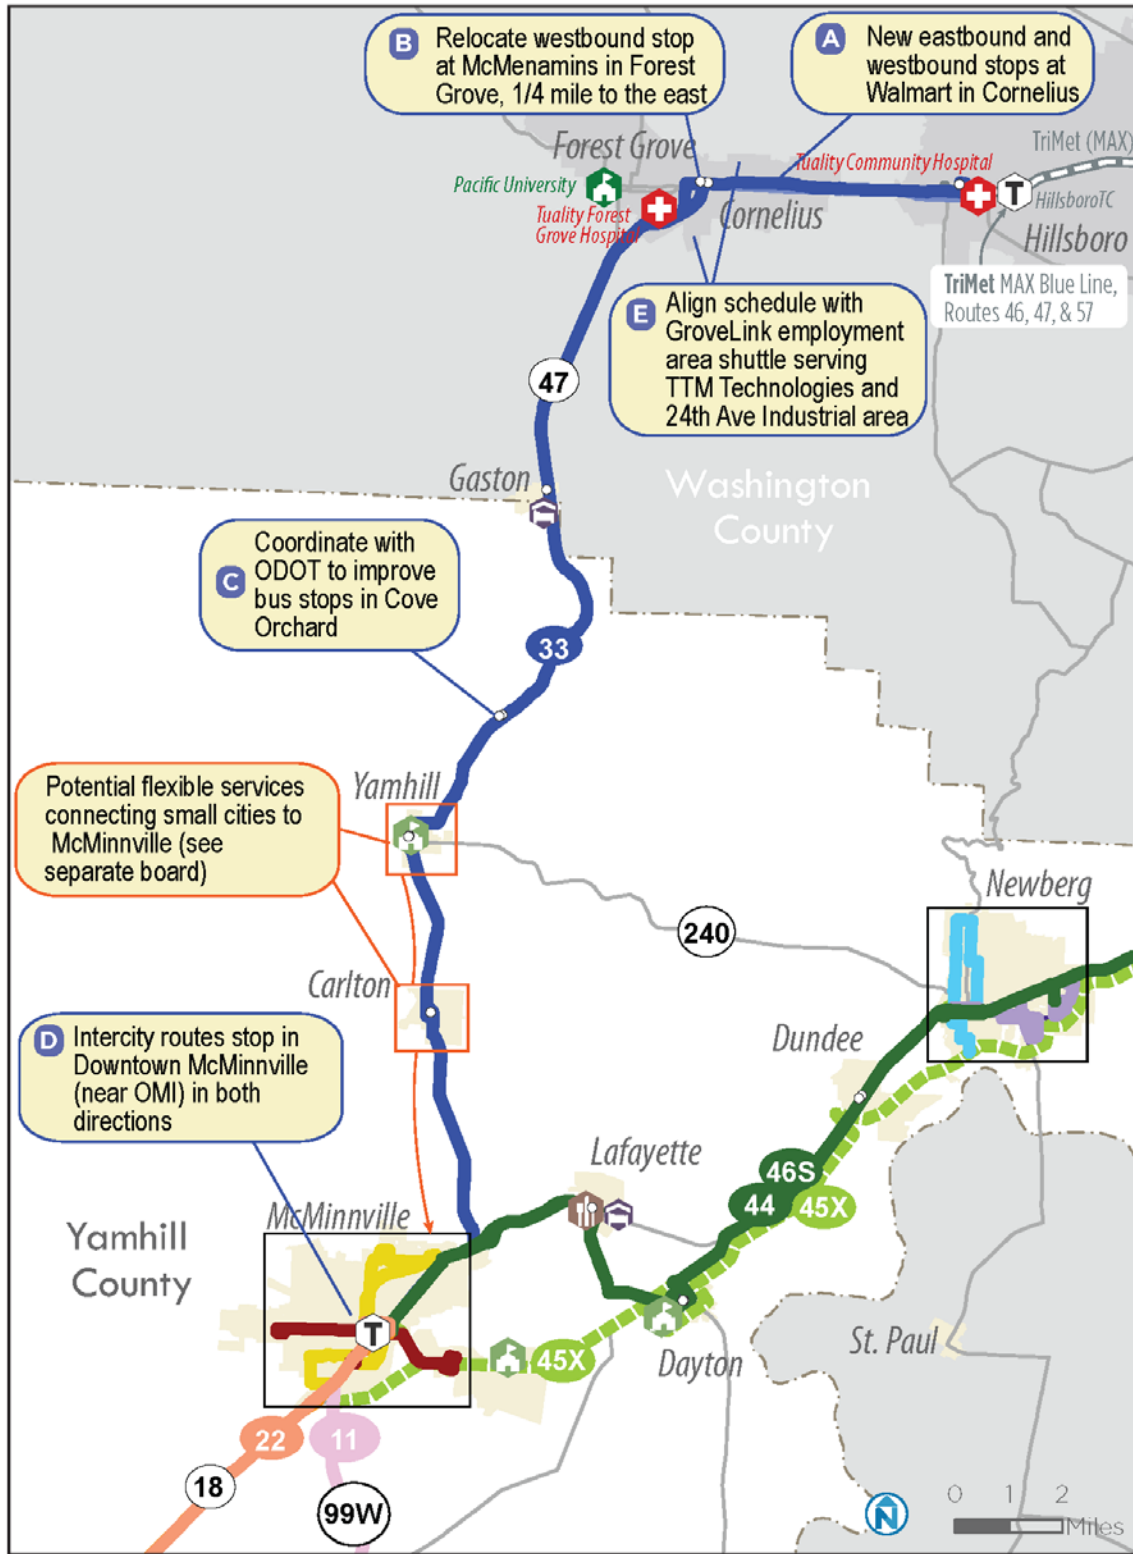 B
Relocate westbound stop
at McMenamins in Forest
Grove, 1/4 mile to the east
A
New eastbound and
westbound stops at
Walmart in Cornelius
TriMet (MAX)
Forest Grove
Tuality Community Hospital
Pacific University
T
HillsboroTC
Tuality Forest
Grove Hospital
Cornelius
Hillsboro
TriMet MAX Blue Line,
Routes 46, 47, & 57
E
Align schedule with
GroveLink employment
area shuttle serving
TTM Technologies and
24th Ave Industrial area
47
Gaston
Washington
County
C
Coordinate with
ODOT to improve
bus stops in Cove
Orchard
33
Potential flexible services
connecting small cities to
McMinnville (see
separate board)
Yamhill
Newberg
240
Carlton
D
Intercity routes stop in
Downtown McMinnville
(near OMI) in both
directions
Dundee
Lafayette
46S
44
45X
McMinnville
Yamhill
County
T
45X
Dayton
St. Paul
22
11
18
99W
N
0 1 2
Miles